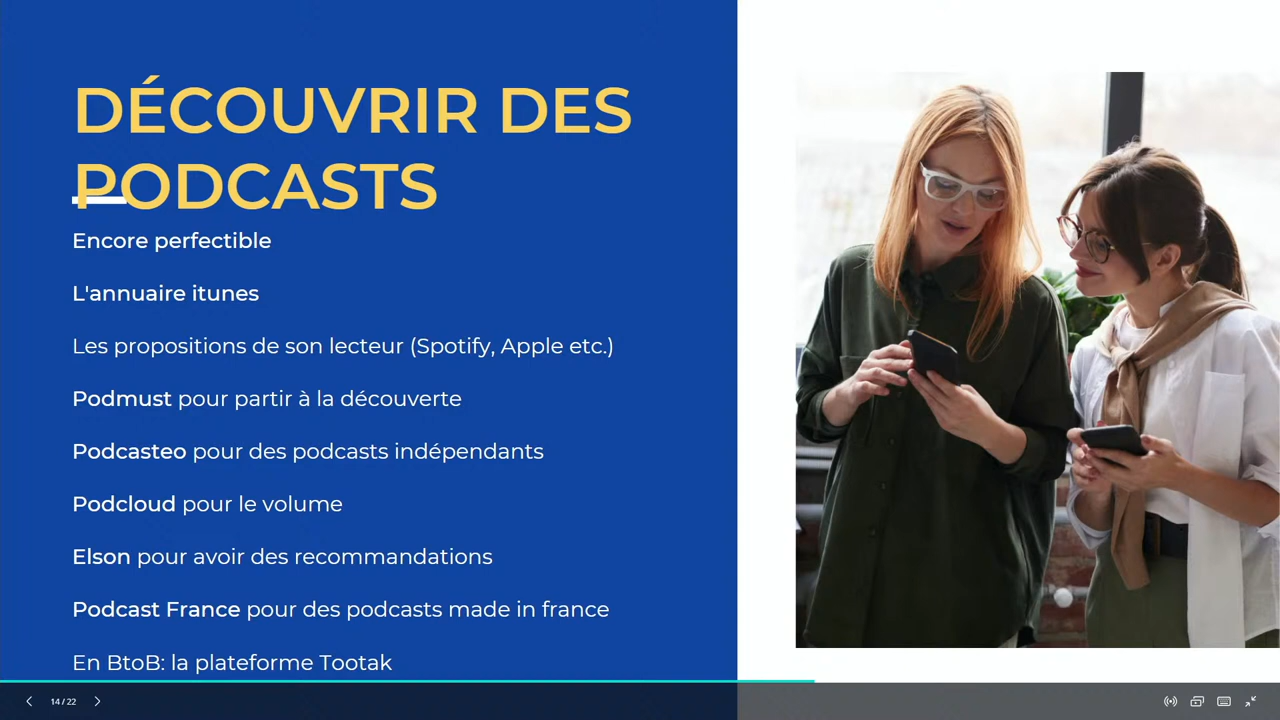 DÉCOUVRIR DES
PODCASTS
Encore perfectible
L'annuaire itunes
Les propositions de son lecteur (Spotify, Apple etc.)
Podmust pour partir à la découverte
Podcasteo pour des podcasts indépendants
Podcloud pour le volume
Elson pour avoir des recommandations
Podcast France pour des podcasts made in france
En BtoB: la plateforme Tootak
14 / 22